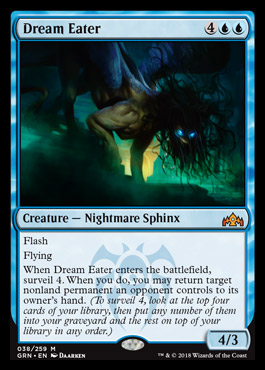 Dream Eater 4
Creature — Nightmare Sphinx
Flash
Flying
When Dream Eater enters the battlefield,
surveil 4. When you do, you may return target
nonland permanent an opponent controls to its
owner's hand. (To surveil 4, look at the top four
cards of your library, then put any number of them
into your graveyard and the rest on top of your
library in any order.)
4/3
038/259 M
GRN • EN DAARKEN
™ & © 2018 Wizards of the Coast